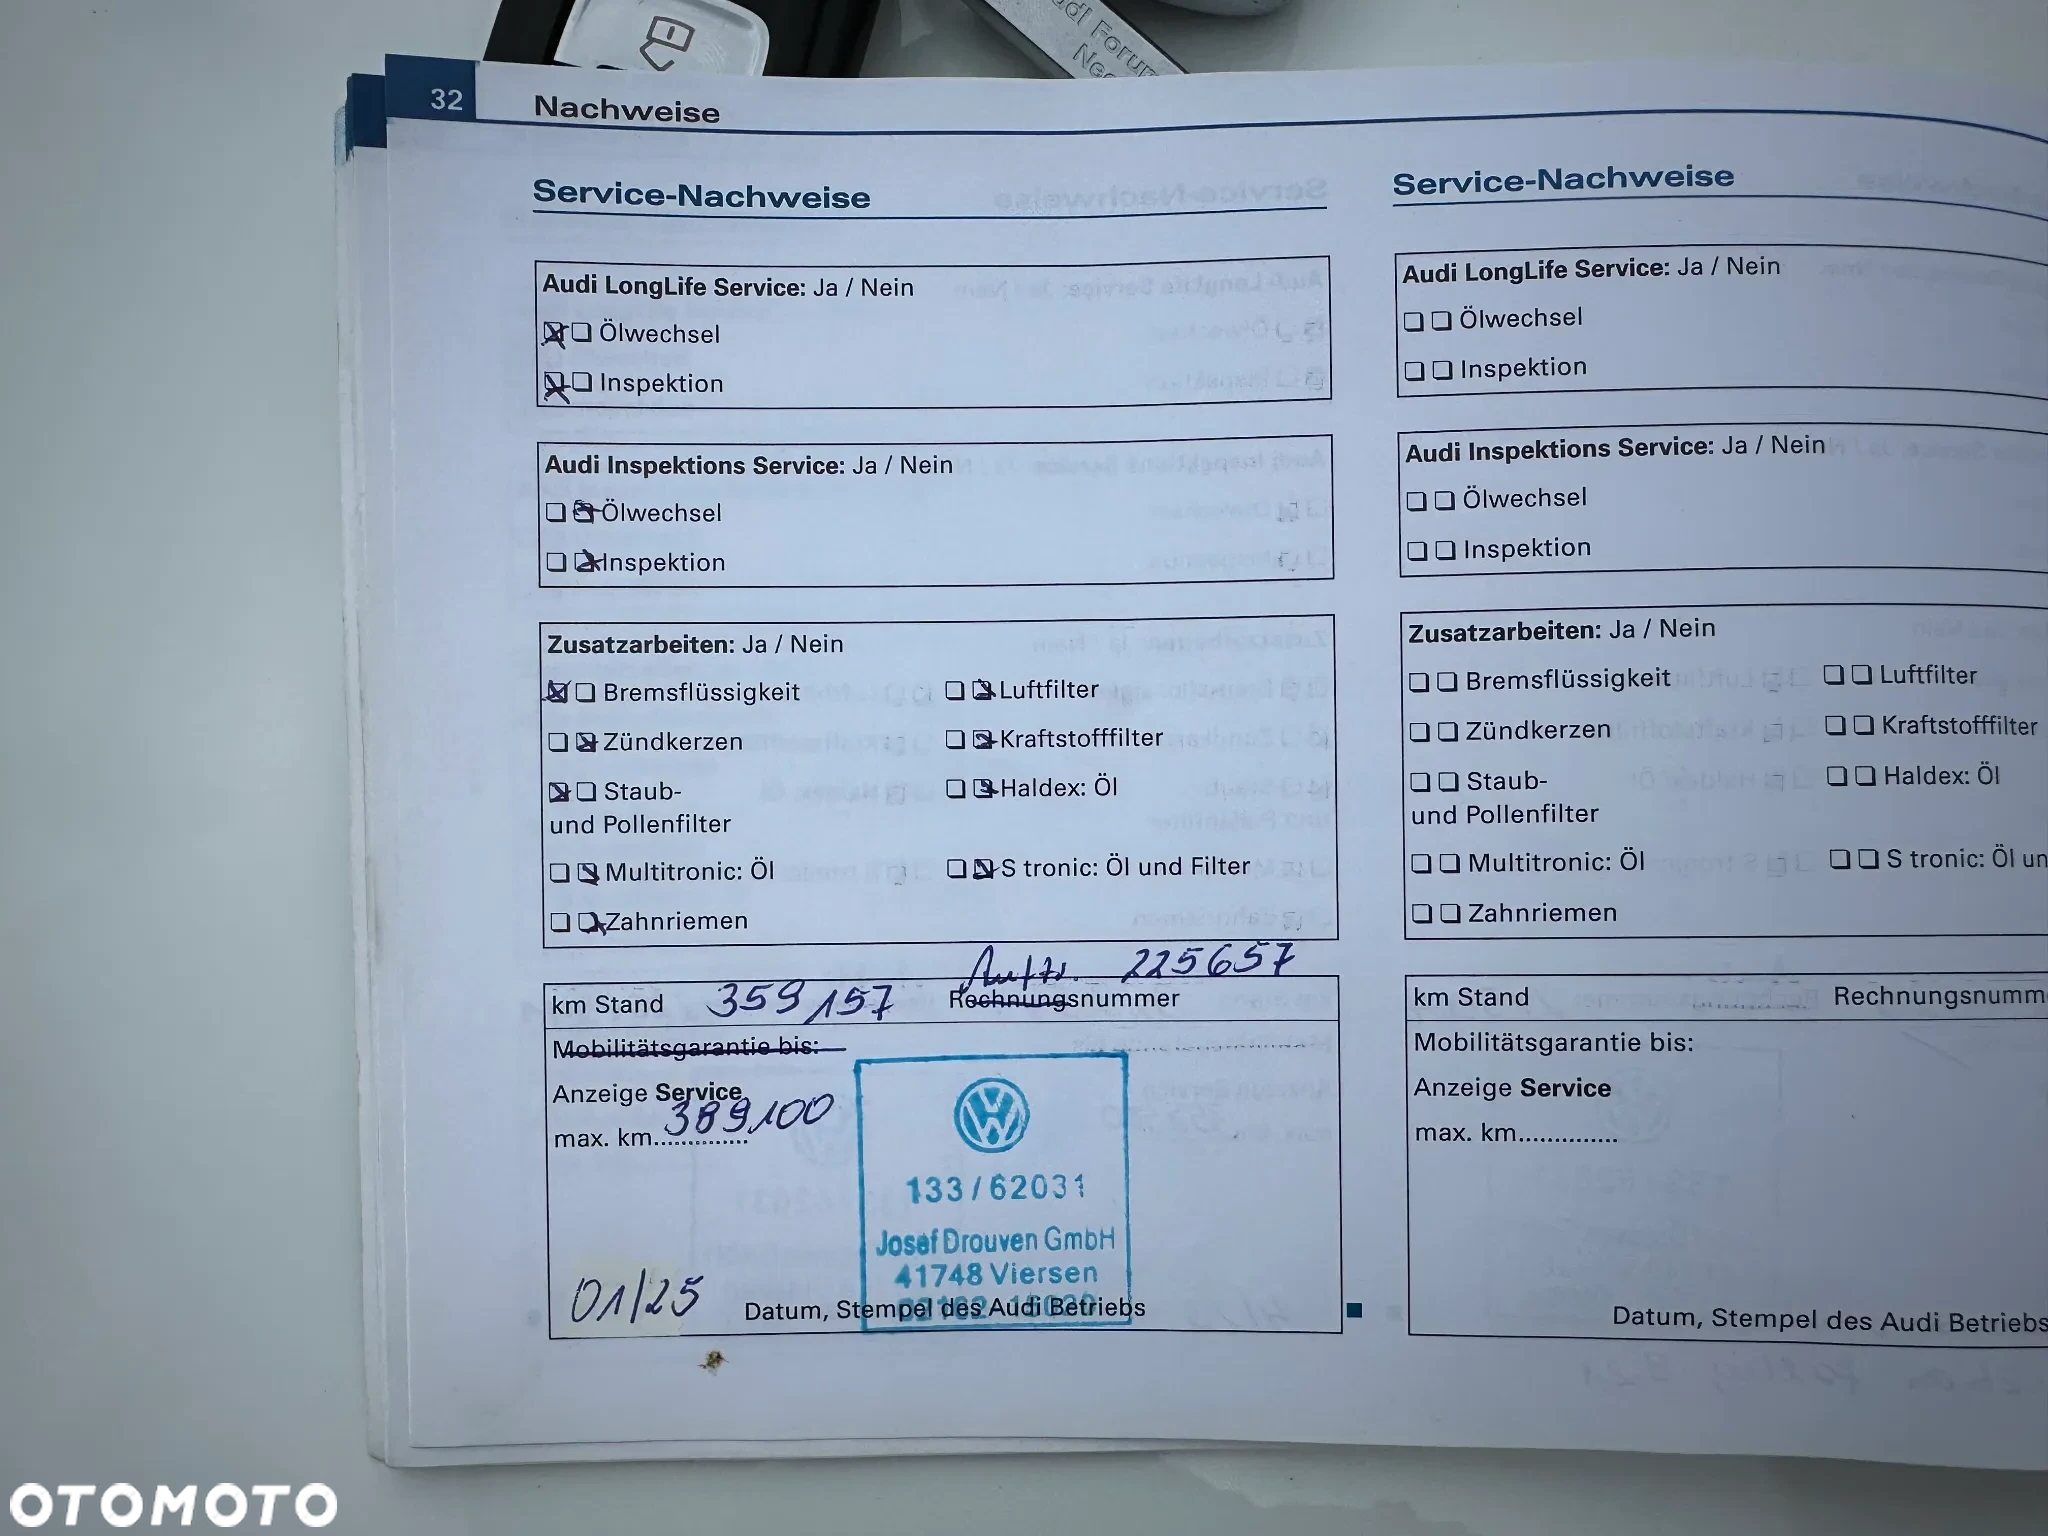 udi Forum
Nec
32 Nachweise
Service-Nachweise
Audi LongLife Service: Ja / Nein
Ölwechsel
Inspektion
Audi Inspektions Service: Ja / Nein
Ölwechsel
Inspektion
Zusatzarbeiten: Ja / Nein
Bremsflüssigkeit Luftfilter
Zündkerzen Kraftstofffilter
Staub- Haldex: Öl
und Pollenfilter
Multitronic: Öl S tronic: Öl und Filter
Zahnriemen
Auftr. 225657
km Stand 359157 Rechnungsnummer
Mobilitätsgarantie bis:
Anzeige Service
max. km.............. 389100
133/62031
Josef Drouven GmbH
41748 Viersen
01/25 Datum, Stempel des Audi Betriebs
Service-Nachweise
Audi LongLife Service: Ja / Nein
Ölwechsel
Inspektion
Audi Inspektions Service: Ja / Nein
Ölwechsel
Inspektion
Zusatzarbeiten: Ja / Nein
Bremsflüssigkeit Luftfilter
Zündkerzen Kraftstofffilter
Staub- Haldex: Öl
und Pollenfilter
Multitronic: Öl S tronic: Öl un
Zahnriemen
km Stand Rechnungsnumm
Mobilitätsgarantie bis:
Anzeige Service
max. km..............
Datum, Stempel des Audi Betriebs
OTOMOTO